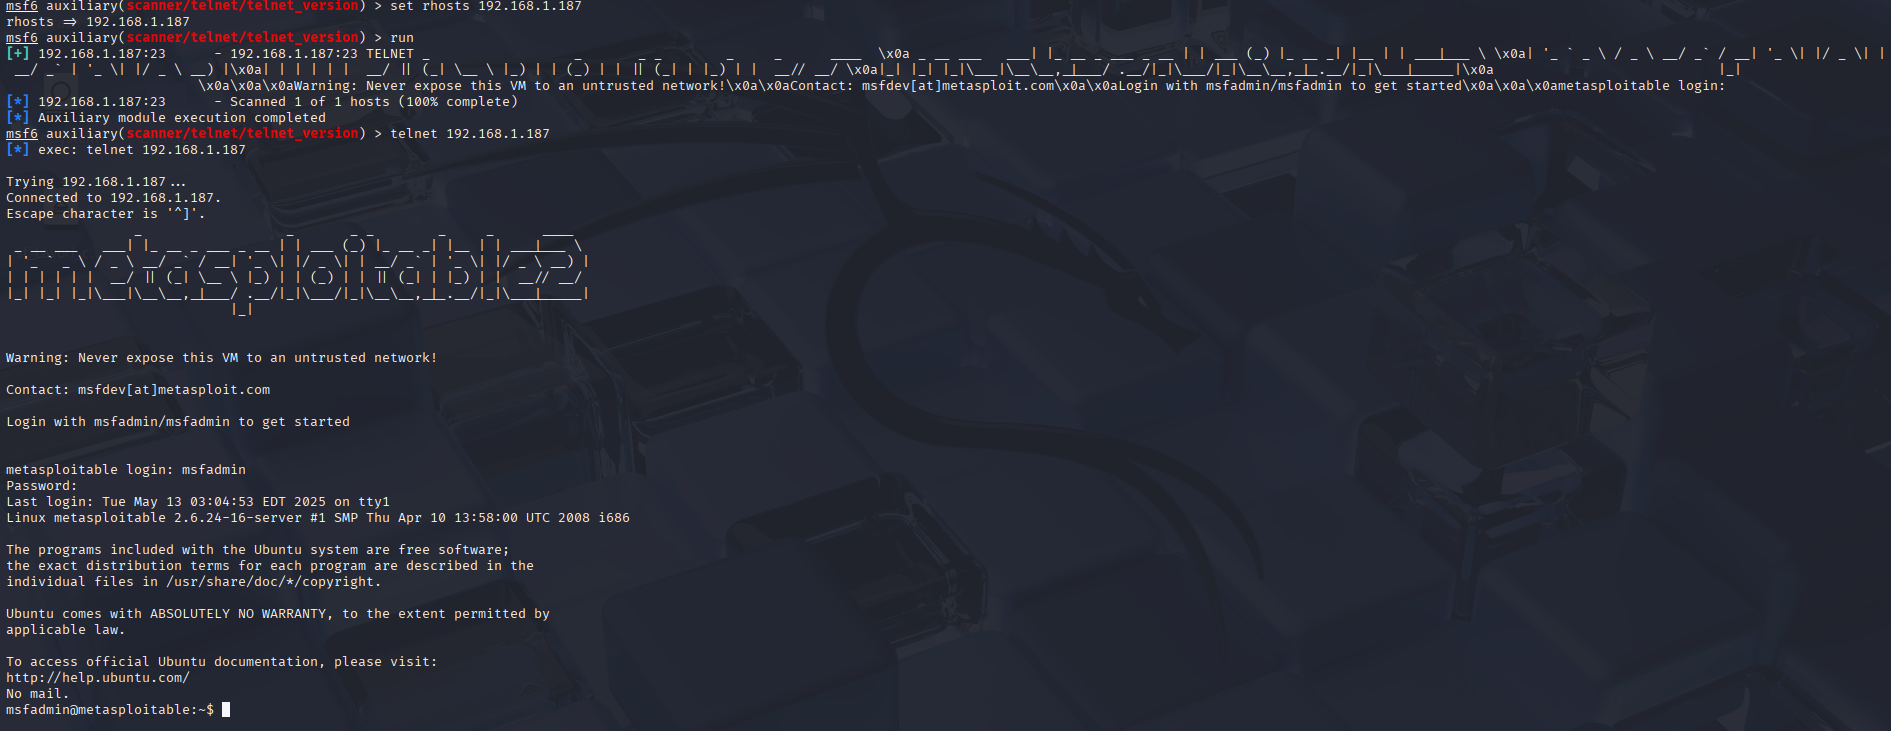 msf6 auxiliary(scanner/telnet/telnet_version) > set rhosts 192.168.1.187
rhosts => 192.168.1.187
msf6 auxiliary(scanner/telnet/telnet_version) > run
[+] 192.168.1.187:23      - 192.168.1.187:23 TELNET _                  _       _ _        _     _      ____  \x0a _ __ ___   ___| |_ __ _ ___ _ __ | | ___ (_) |_ __ _| |__ | | ___|___ \ \x0a| '_ ` _ \ / _ \ __/ _` / __| '_ \| |/ _ \| |
 __/ _` | '_ \| |/ _ \ __) |\x0a| | | | | |  __/ || (_| \__ \ |_) | | (_) | | || (_| | |_) | |  __// __/ \x0a|_| |_| |_|\___|\__\__,_|___/ .__/|_|\___/|_|\__\__,_|_.__/|_|\___|_____|\x0a                            |_|
\x0a\x0a\x0aWarning: Never expose this VM to an untrusted network!\x0a\x0aContact: msfdev[at]metasploit.com\x0a\x0aLogin with msfadmin/msfadmin to get started\x0a\x0a\x0ametasploitable login:
[*] 192.168.1.187:23      - Scanned 1 of 1 hosts (100% complete)
[*] Auxiliary module execution completed
msf6 auxiliary(scanner/telnet/telnet_version) > telnet 192.168.1.187
[*] exec: telnet 192.168.1.187
Trying 192.168.1.187...
Connected to 192.168.1.187.
Escape character is '^]'.
                _                  _       _ _        _     _      ____
 _ __ ___   ___| |_ __ _ ___ _ __ | | ___ (_) |_ __ _| |__ | | ___|___ \
| '_ ` _ \ / _ \ __/ _` / __| '_ \| |/ _ \| | __/ _` | '_ \| |/ _ \ __) |
| | | | | |  __/ || (_| \__ \ |_) | | (_) | | || (_| | |_) | |  __// __/
|_| |_| |_|\___|\__\__,_|___/ .__/|_|\___/|_|\__\__,_|_.__/|_|\___|_____|
                            |_|
Warning: Never expose this VM to an untrusted network!
Contact: msfdev[at]metasploit.com
Login with msfadmin/msfadmin to get started
metasploitable login: msfadmin
Password:
Last login: Tue May 13 03:04:53 EDT 2025 on tty1
Linux metasploitable 2.6.24-16-server #1 SMP Thu Apr 10 13:58:00 UTC 2008 i686
The programs included with the Ubuntu system are free software;
the exact distribution terms for each program are described in the
individual files in /usr/share/doc/*/copyright.
Ubuntu comes with ABSOLUTELY NO WARRANTY, to the extent permitted by
applicable law.
To access official Ubuntu documentation, please visit:
http://help.ubuntu.com/
No mail.
msfadmin@metasploitable:~$